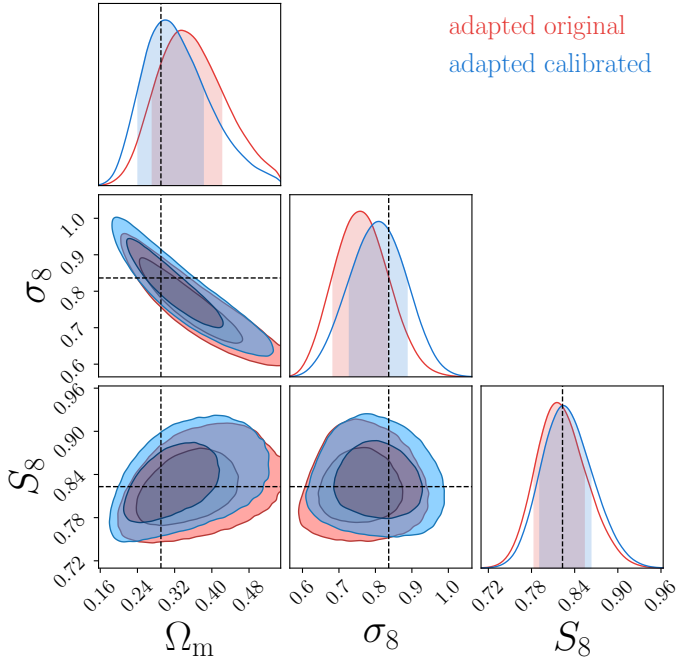 adapted original
adapted calibrated
σ₈
1.0
0.9
0.8
0.7
0.6
S₈
0.96
0.90
0.84
0.78
0.72
0.16 0.24 0.32 0.40 0.48
0.6 0.7 0.8 0.9 1.0
0.72 0.78 0.84 0.90 0.96
Ωₘ σ₈ S₈